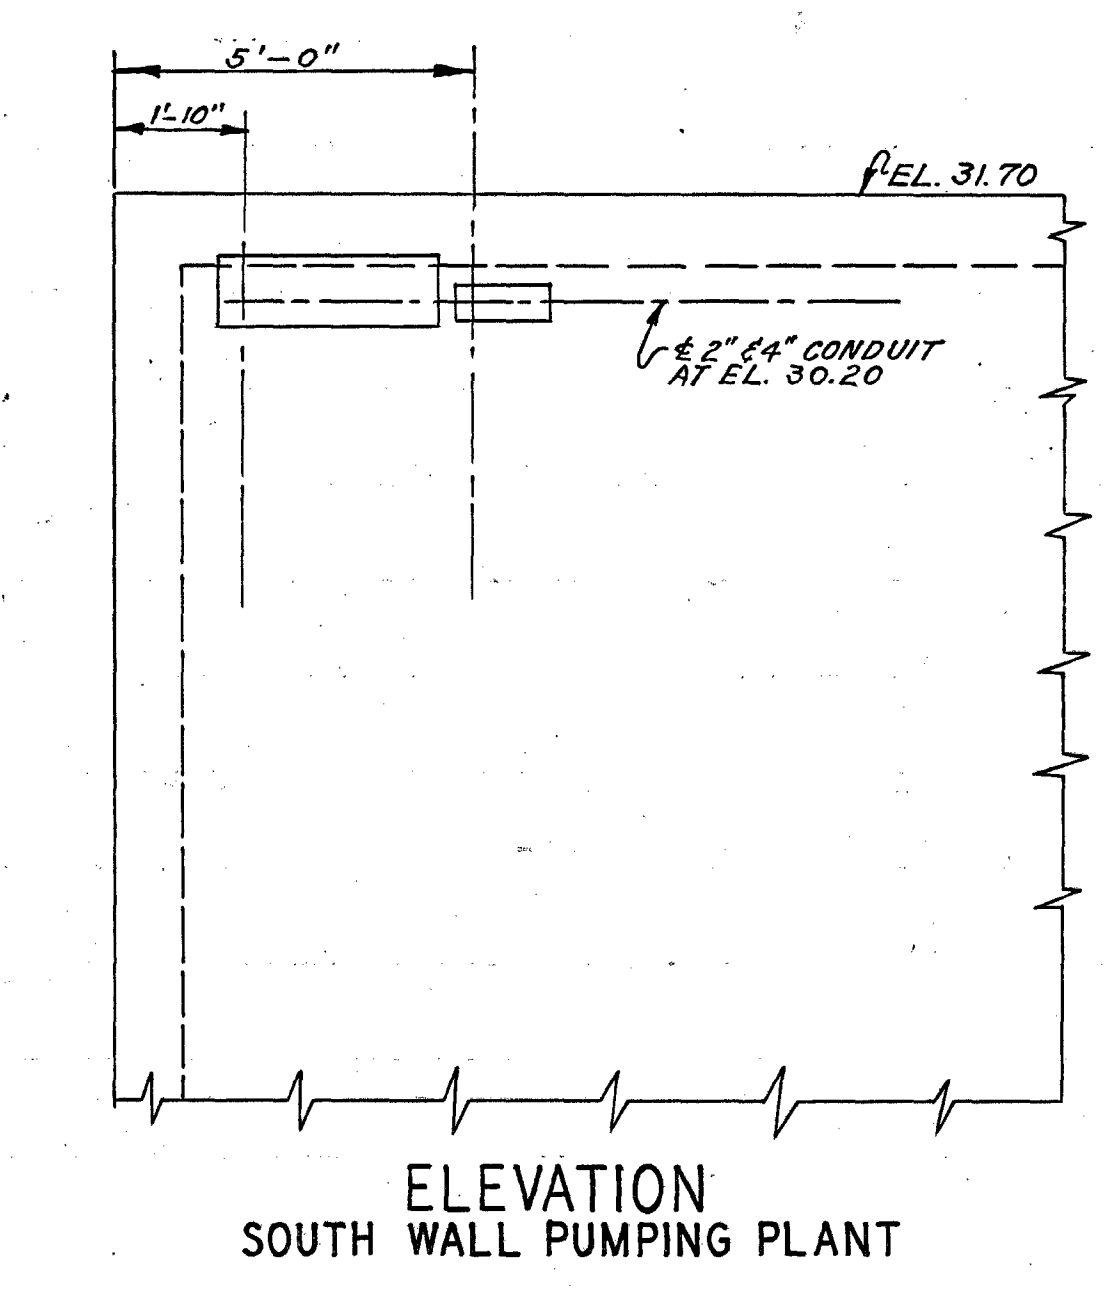 5'-0"
1'-10"
EL. 31.70
℄ 2" & 4" CONDUIT
AT EL. 30.20
ELEVATION
SOUTH WALL PUMPING PLANT